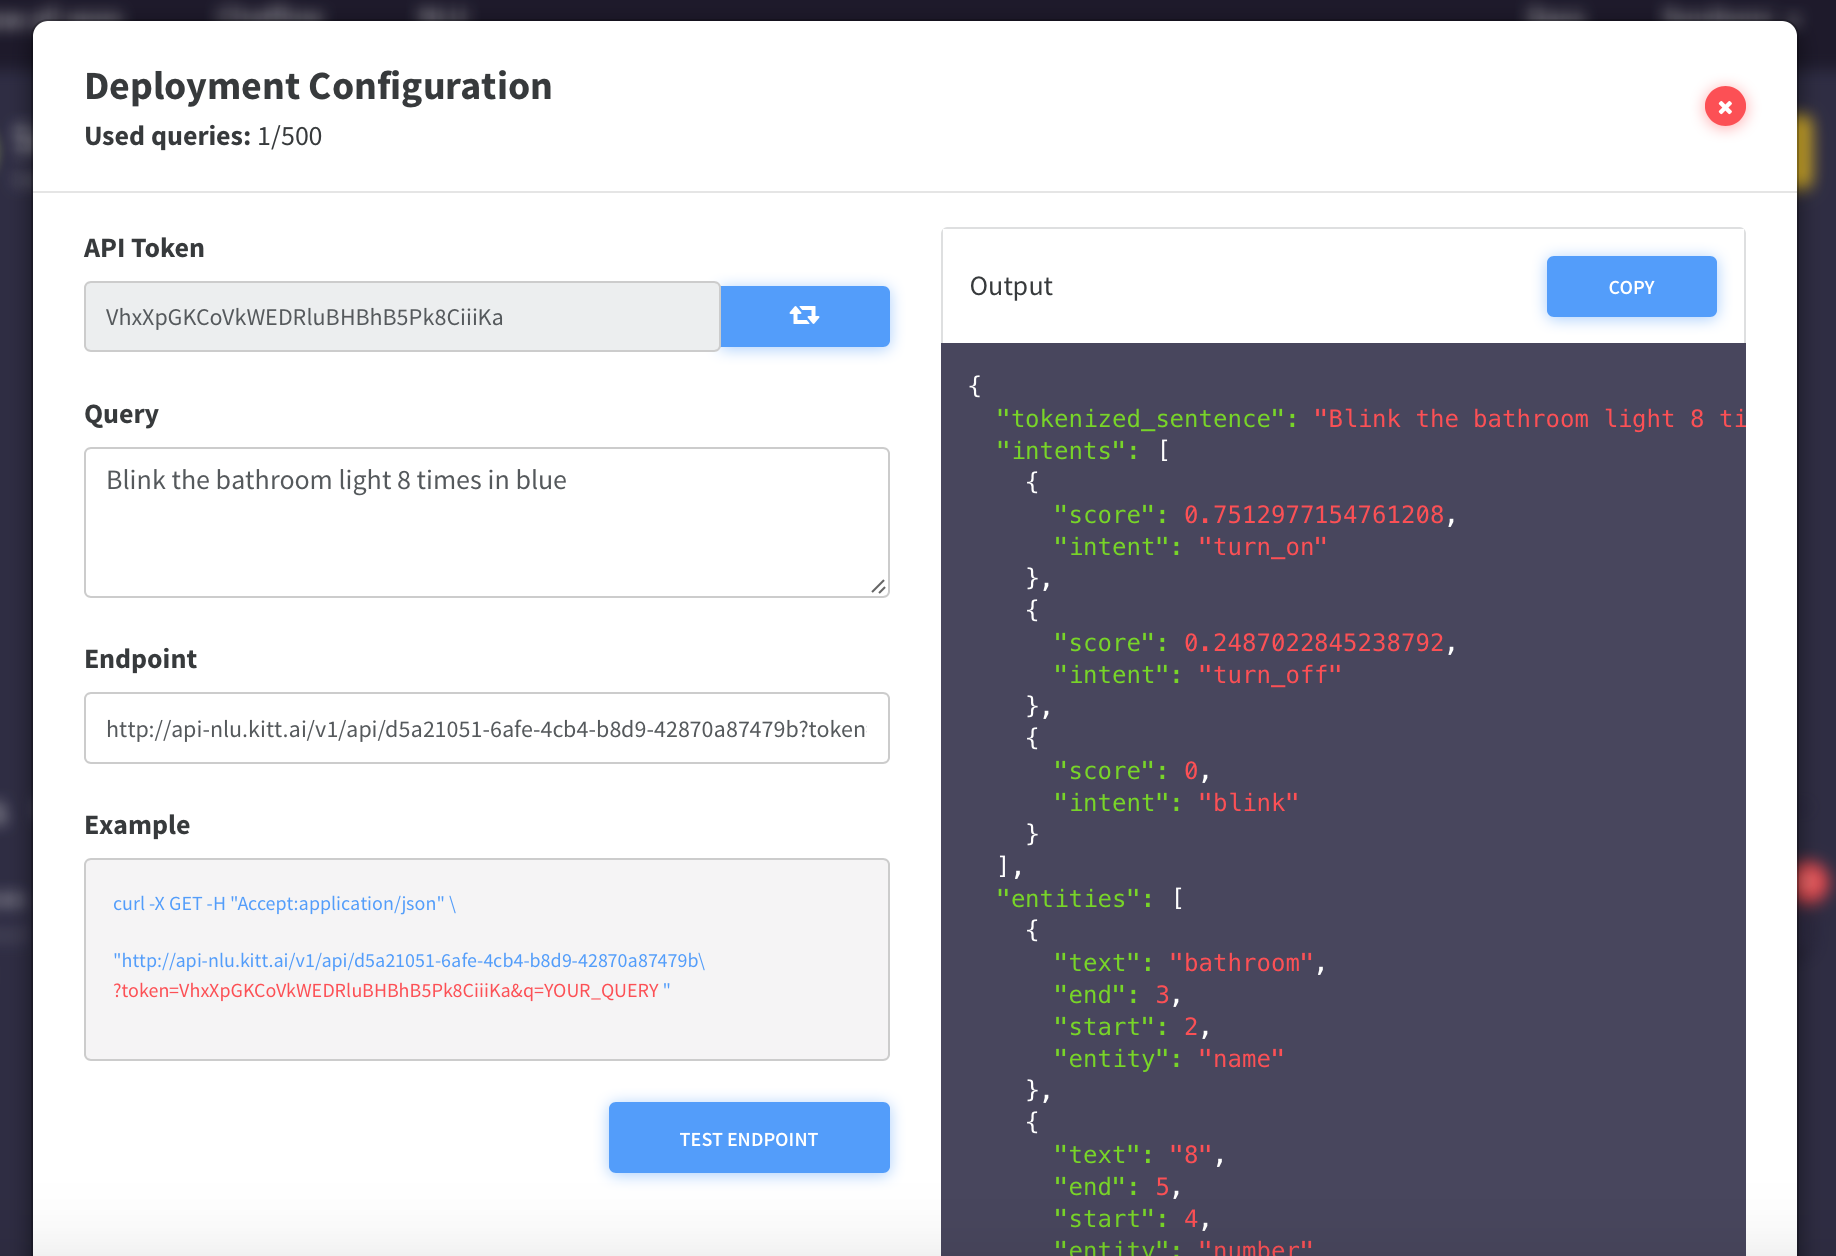 Deployment Configuration
Used queries: 1/500
API Token
VhxXpGKCoVkWEDRluBHBhB5Pk8CiiiKa
Query
Blink the bathroom light 8 times in blue
Endpoint
http://api-nlu.kitt.ai/v1/api/d5a21051-6afe-4cb4-b8d9-42870a87479b?token
Example
curl -X GET -H "Accept:application/json" \
"http://api-nlu.kitt.ai/v1/api/d5a21051-6afe-4cb4-b8d9-42870a87479b\
?token=VhxXpGKCoVkWEDRluBHBhB5Pk8CiiiKa&q=YOUR_QUERY "
TEST ENDPOINT
Output
COPY
{
"tokenized_sentence": "Blink the bathroom light 8 ti
"intents": [
{
"score": 0.7512977154761208,
"intent": "turn_on"
},
{
"score": 0.2487022845238792,
"intent": "turn_off"
},
{
"score": 0,
"intent": "blink"
}
],
"entities": [
{
"text": "bathroom",
"end": 3,
"start": 2,
"entity": "name"
},
{
"text": "8",
"end": 5,
"start": 4,
"entity": "number"